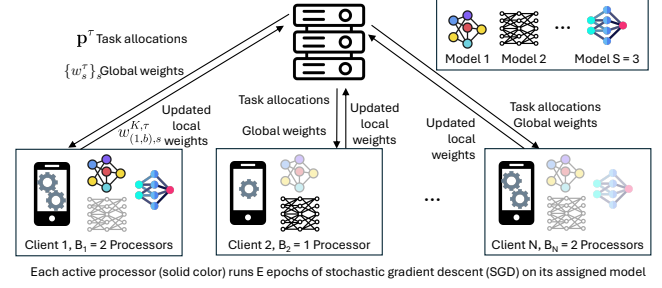 p^τ Task allocations
{w_s^τ}_s Global weights
w_{(1,b),s}^{K,τ}
Updated
local
weights
Task allocations
Global weights
Updated
local
weights
Updated
local
weights
Task allocations
Global weights
...
Model 1
Model 2
Model S = 3
Client 1, B₁ = 2 Processors
Client 2, B₂ = 1 Processor
...
Client N, B_N = 2 Processors
Each active processor (solid color) runs E epochs of stochastic gradient descent (SGD) on its assigned model